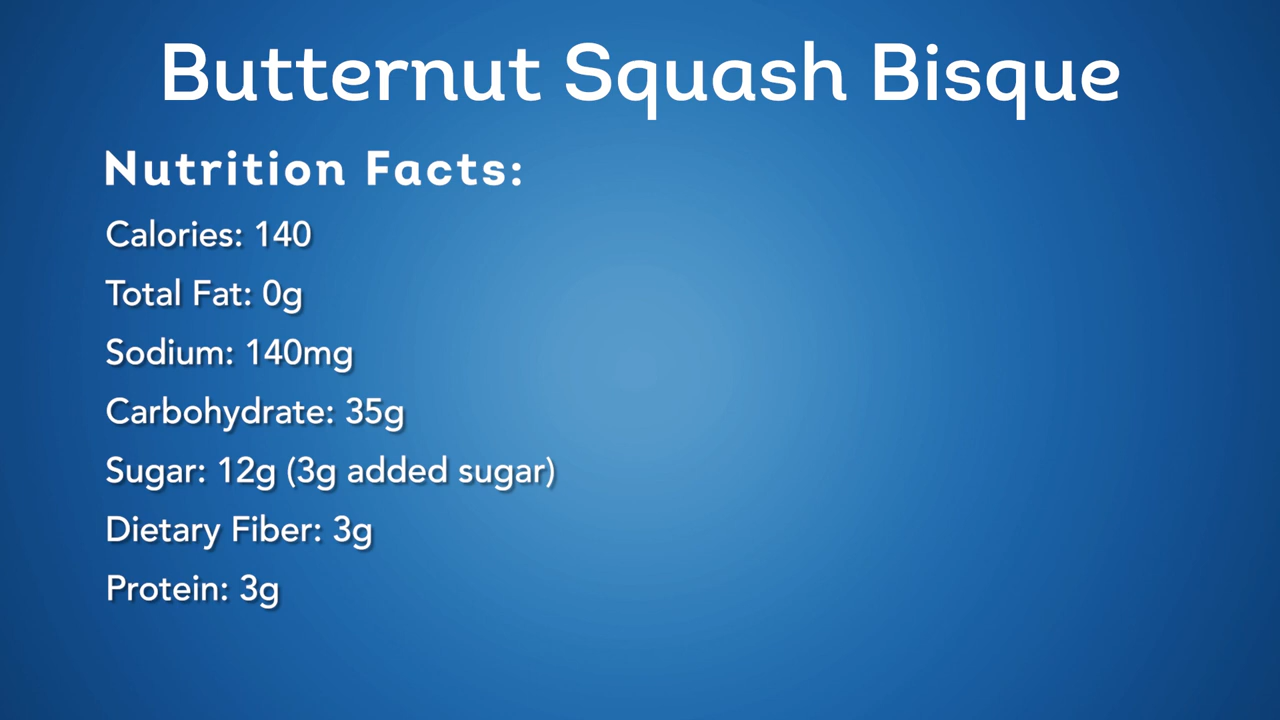 Butternut Squash Bisque
Nutrition Facts:
Calories: 140
Total Fat: 0g
Sodium: 140mg
Carbohydrate: 35g
Sugar: 12g (3g added sugar)
Dietary Fiber: 3g
Protein: 3g